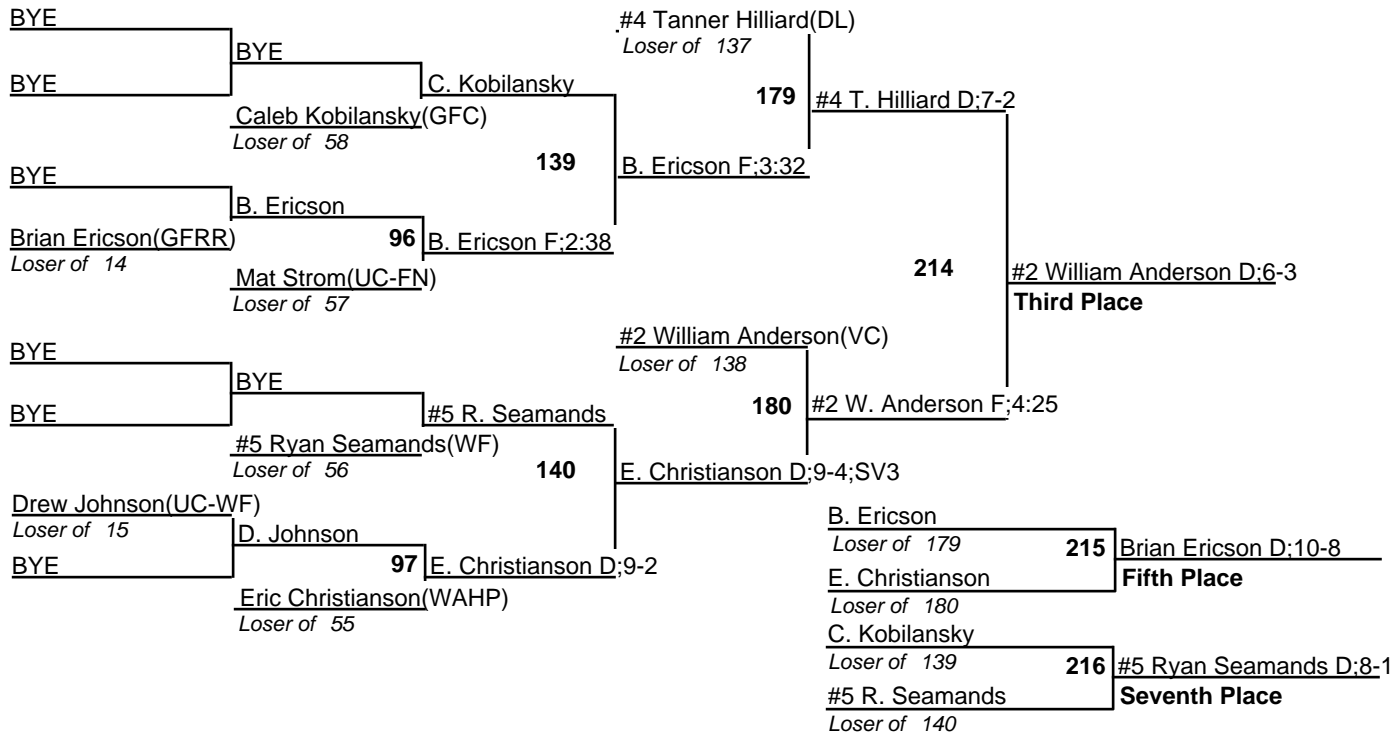 BYE
BYE
BYE
Caleb Kobilansky(GFC)
Loser of 58
C. Kobilansky
BYE
Brian Ericson(GFRR)
Loser of 14
B. Ericson
96
Mat Strom(UC-FN)
Loser of 57
B. Ericson F;2:38
139
B. Ericson F;3:32
#4 Tanner Hilliard(DL)
Loser of 137
179
#4 T. Hilliard D;7-2
214
#2 William Anderson D;6-3
Third Place
BYE
BYE
BYE
#5 Ryan Seamands(WF)
Loser of 56
#5 R. Seamands
Drew Johnson(UC-WF)
Loser of 15
BYE
D. Johnson
97
Eric Christianson(WAHP)
Loser of 55
E. Christianson D;9-2
140
E. Christianson D;9-4;SV3
#2 William Anderson(VC)
Loser of 138
180
#2 W. Anderson F;4:25
B. Ericson
Loser of 179
215
E. Christianson
Loser of 180
Brian Ericson D;10-8
Fifth Place
C. Kobilansky
Loser of 139
216
#5 R. Seamands
Loser of 140
#5 Ryan Seamands D;8-1
Seventh Place